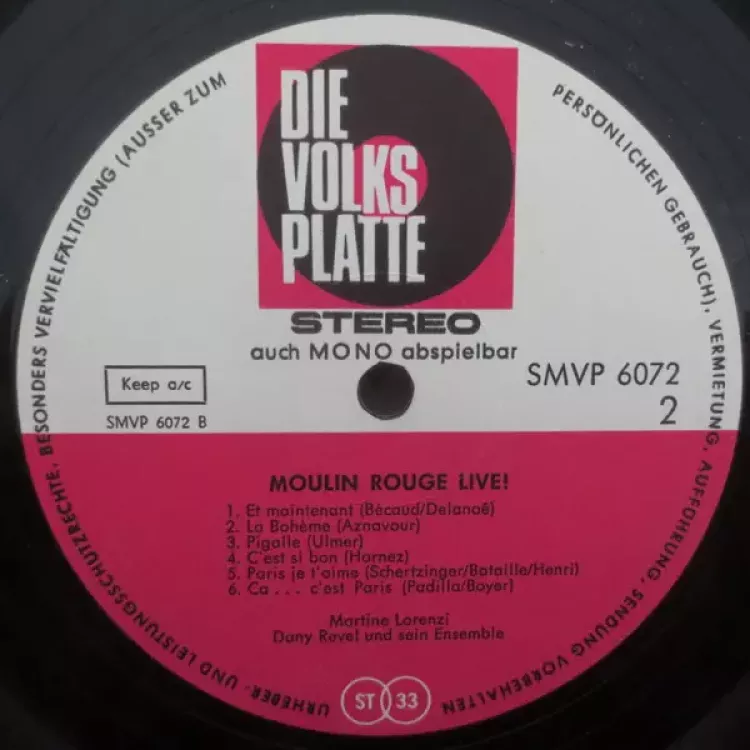 DIE
VOLKS
PLATTE
STEREO
auch MONO abspielbar
Keep a/c
SMVP 6072 B
SMVP 6072
2
MOULIN ROUGE LIVE!
1. Et maintenant (Bécaud/Delanoë)
2. La Bohème (Aznavour)
3. Pigalle (Ulmer)
4. C'est si bon (Hornez)
5. Paris je t'aime (Schertzinger/Bataille/Henri)
6. Ca . . . c'est Paris (Padilla/Boyer)
Martine Lorenzi
Dany Revel und sein Ensemble
ST 33
URHEBER- UND LEISTUNGSSCHUTZRECHTE, BESONDERS VERVIELFÄLTIGUNG (AUSSER ZUM PERSÖNLICHEN GEBRAUCH), VERMIETUNG, AUFFÜHRUNG, SENDUNG VORBEHALTEN